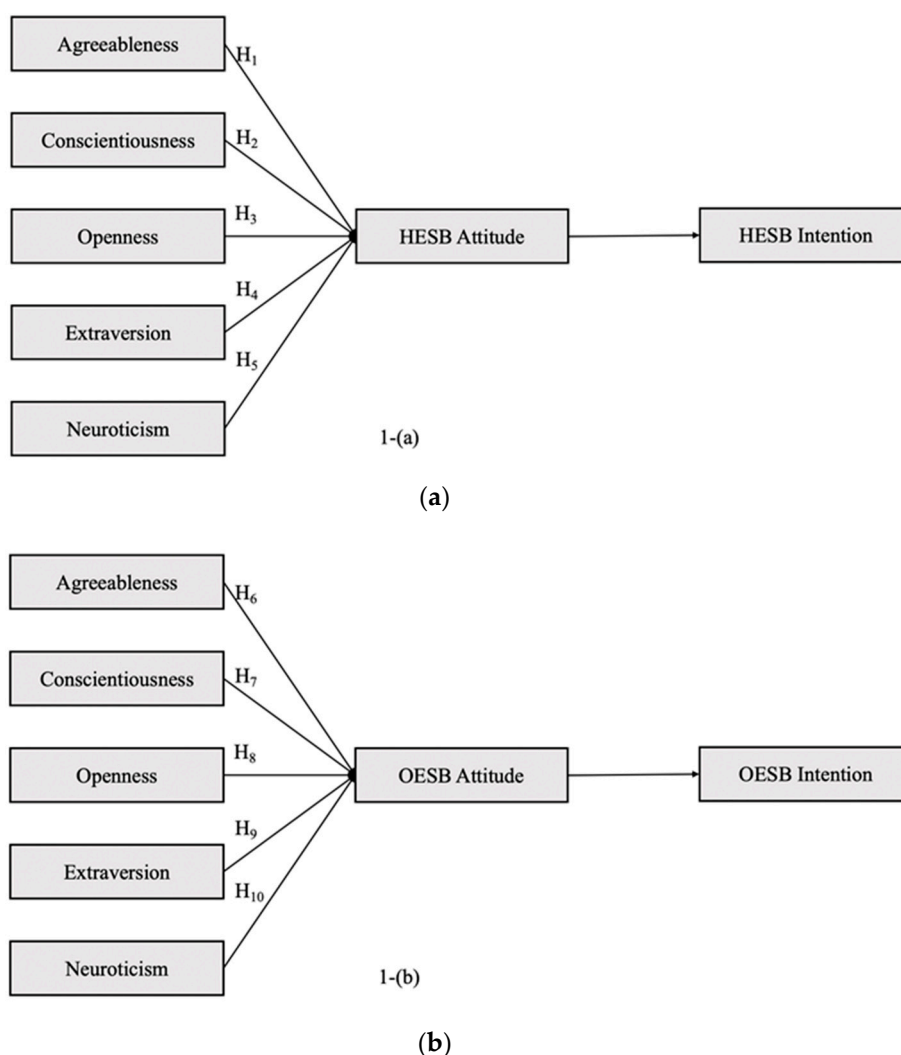 Agreeableness
H₁
Conscientiousness
H₂
Openness
H₃
HESB Attitude
HESB Intention
Extraversion
H₄
H₅
Neuroticism
1-(a)
(a)
Agreeableness
H₆
Conscientiousness
H₇
Openness
H₈
OESB Attitude
OESB Intention
Extraversion
H₉
H₁₀
Neuroticism
1-(b)
(b)